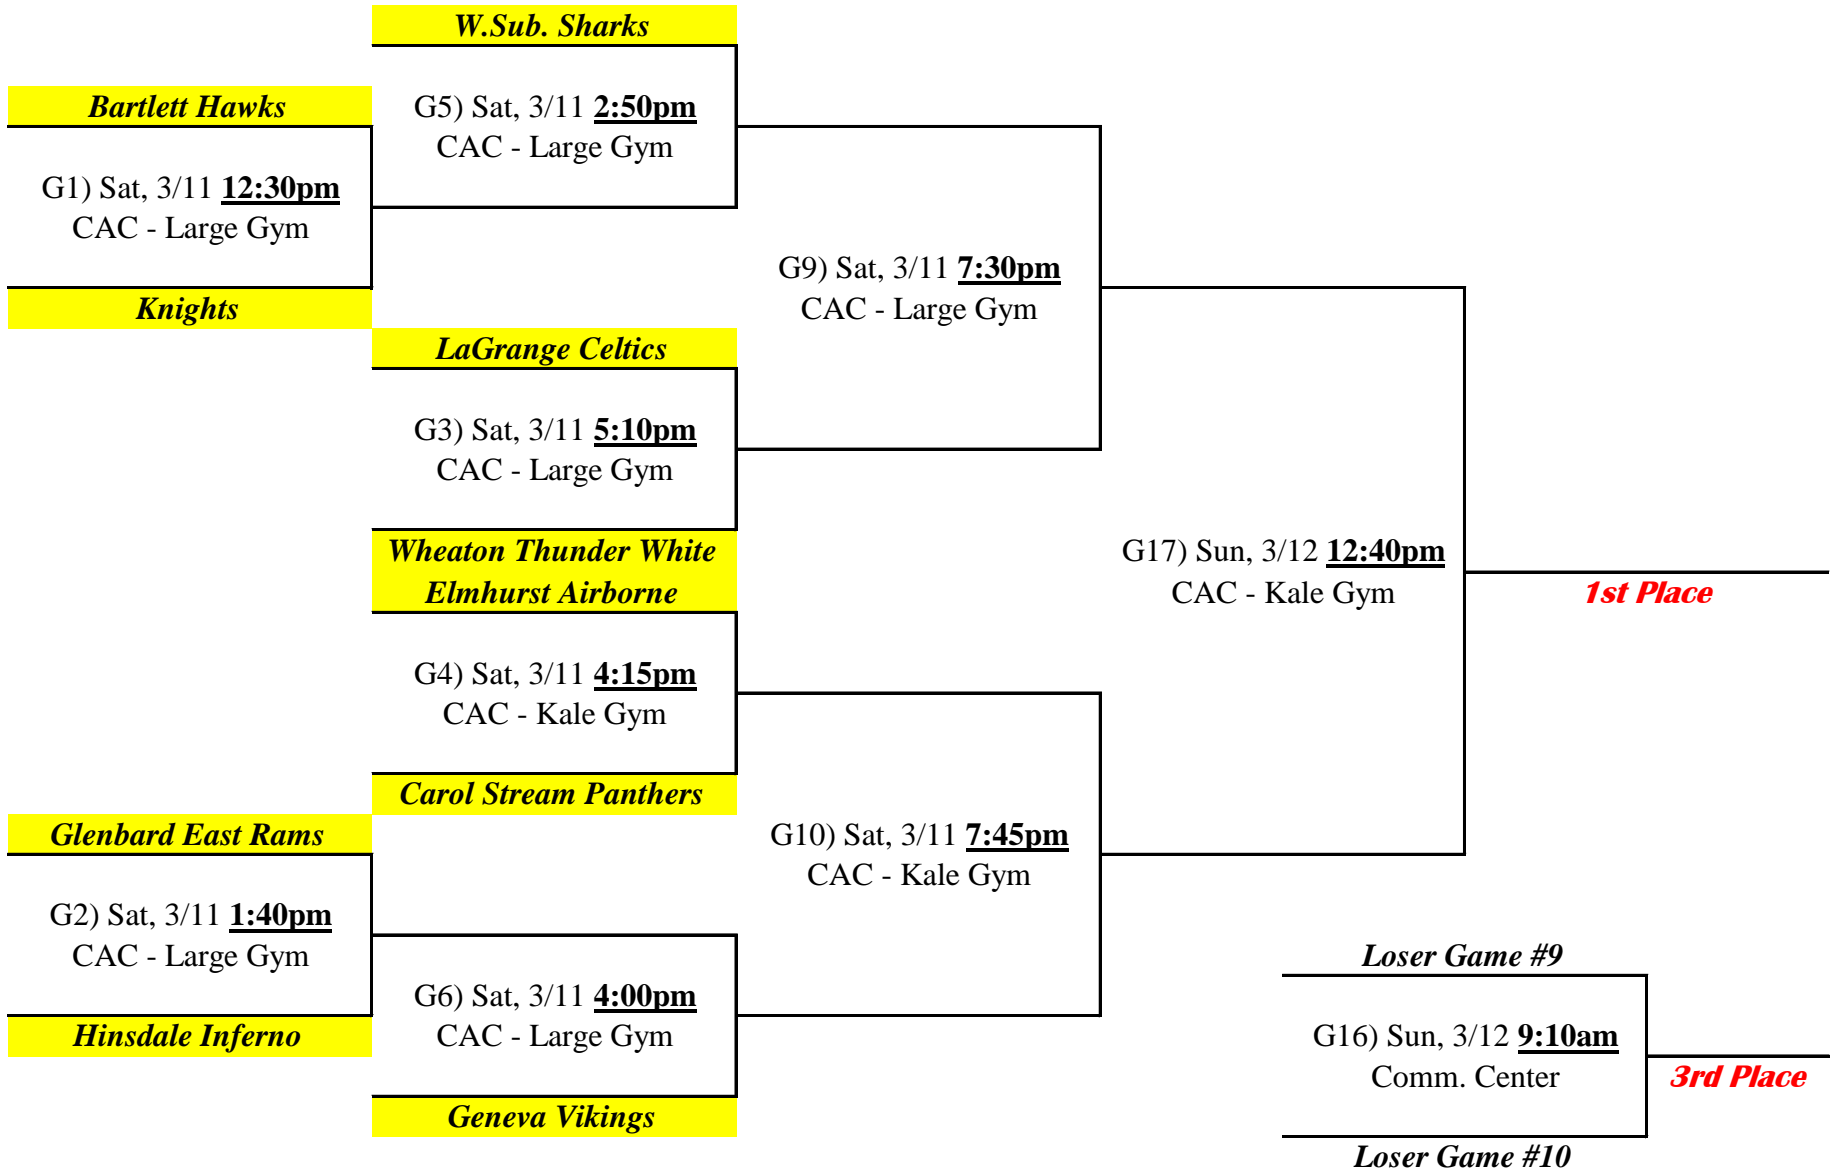 W.Sub. Sharks
Bartlett Hawks
G5) Sat, 3/11 2:50pm
CAC - Large Gym
G1) Sat, 3/11 12:30pm
CAC - Large Gym
G9) Sat, 3/11 7:30pm
CAC - Large Gym
Knights
LaGrange Celtics
G3) Sat, 3/11 5:10pm
CAC - Large Gym
Wheaton Thunder White
G17) Sun, 3/12 12:40pm
CAC - Kale Gym
1st Place
Elmhurst Airborne
G4) Sat, 3/11 4:15pm
CAC - Kale Gym
Carol Stream Panthers
Glenbard East Rams
G10) Sat, 3/11 7:45pm
CAC - Kale Gym
G2) Sat, 3/11 1:40pm
CAC - Large Gym
Loser Game #9
G6) Sat, 3/11 4:00pm
CAC - Large Gym
Hinsdale Inferno
G16) Sun, 3/12 9:10am
Comm. Center
3rd Place
Geneva Vikings
Loser Game #10